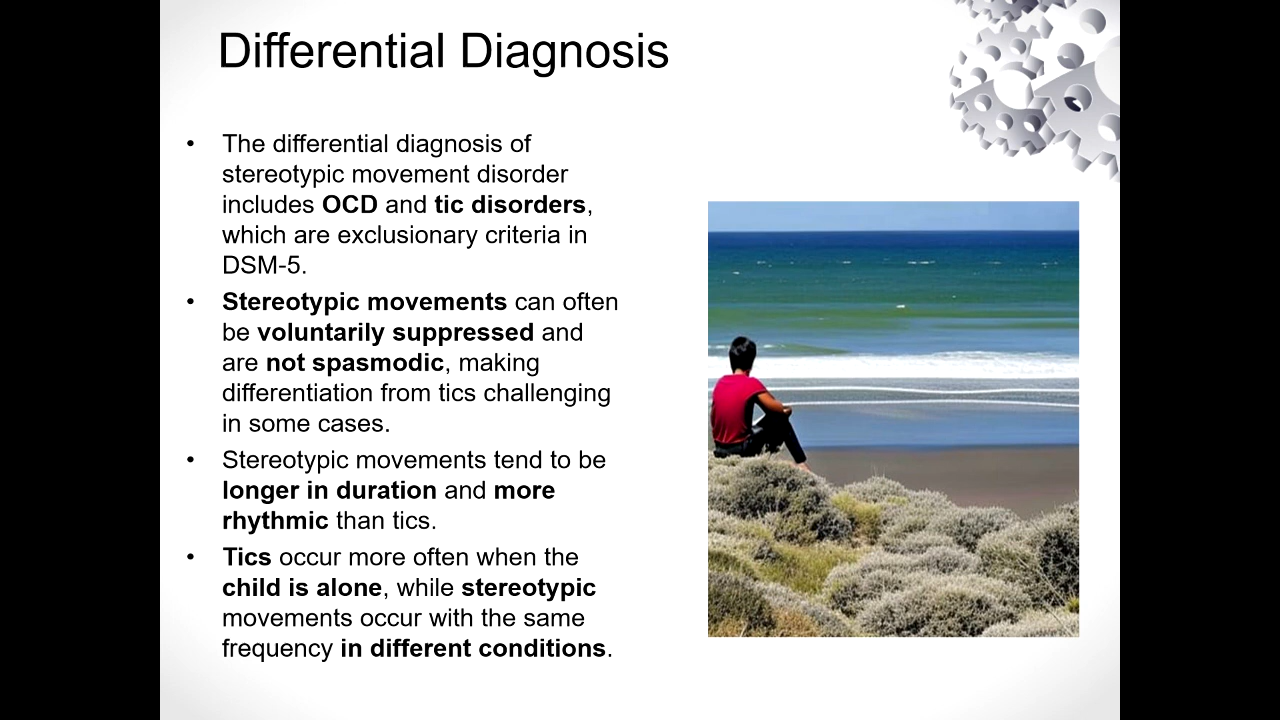 Differential Diagnosis
• The differential diagnosis of
stereotypic movement disorder
includes OCD and tic disorders,
which are exclusionary criteria in
DSM-5.
• Stereotypic movements can often
be voluntarily suppressed and
are not spasmodic, making
differentiation from tics challenging
in some cases.
• Stereotypic movements tend to be
longer in duration and more
rhythmic than tics.
• Tics occur more often when the
child is alone, while stereotypic
movements occur with the same
frequency in different conditions.